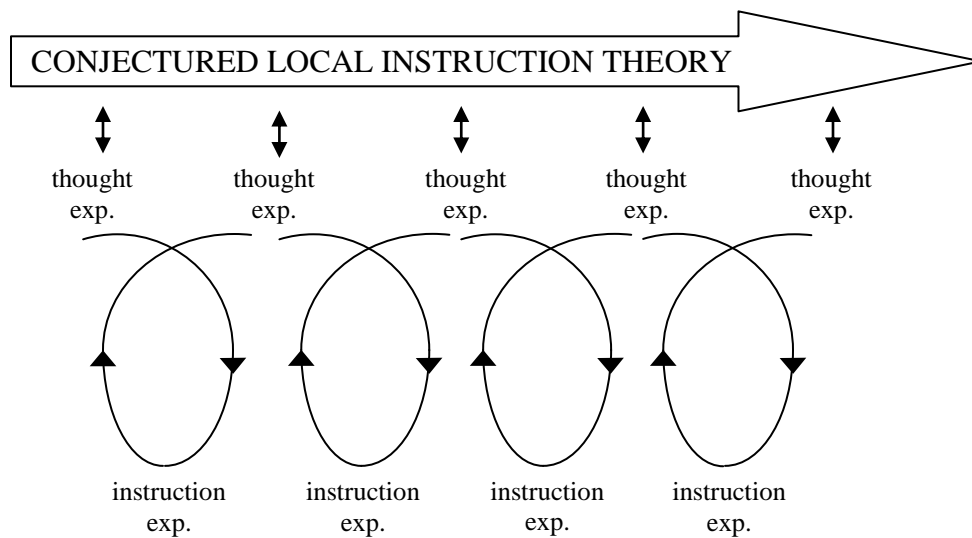 CONJECTURED LOCAL INSTRUCTION THEORY
thought thought thought thought thought
exp. exp. exp. exp. exp.
instruction instruction instruction instruction
exp. exp. exp. exp.